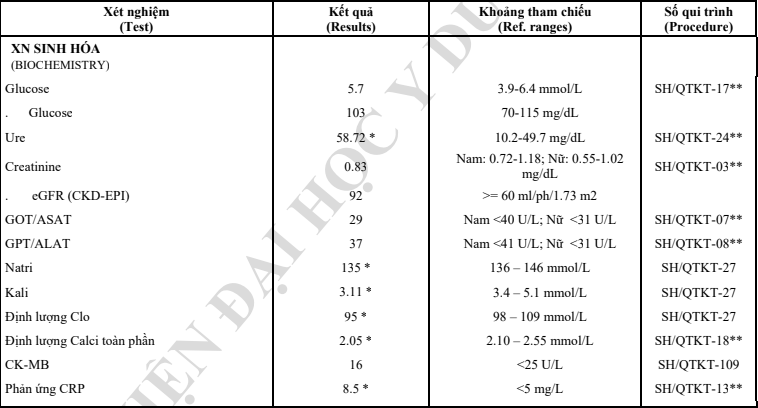 Xét nghiệm Kết quả Khoảng tham chiếu Số qui trình
(Test) (Results) (Ref. ranges) (Procedure)
XN SINH HÓA
(BIOCHEMISTRY)
Glucose 5.7 3.9-6.4 mmol/L SH/QTKT-17**
. Glucose 103 70-115 mg/dL
Ure 58.72 * 10.2-49.7 mg/dL SH/QTKT-24**
Creatinine 0.83 Nam: 0.72-1.18; Nữ: 0.55-1.02 mg/dL SH/QTKT-03**
. eGFR (CKD-EPI) 92 >= 60 ml/ph/1.73 m2
GOT/ASAT 29 Nam <40 U/L; Nữ <31 U/L SH/QTKT-07**
GPT/ALAT 37 Nam <41 U/L; Nữ <31 U/L SH/QTKT-08**
Natri 135 * 136 – 146 mmol/L SH/QTKT-27
Kali 3.11 * 3.4 – 5.1 mmol/L SH/QTKT-27
Định lượng Clo 95 * 98 – 109 mmol/L SH/QTKT-27
Định lượng Calci toàn phần 2.05 * 2.10 – 2.55 mmol/L SH/QTKT-18**
CK-MB 16 <25 U/L SH/QTKT-109
Phản ứng CRP 8.5 * <5 mg/L SH/QTKT-13**
ĐẠI HỌC Y